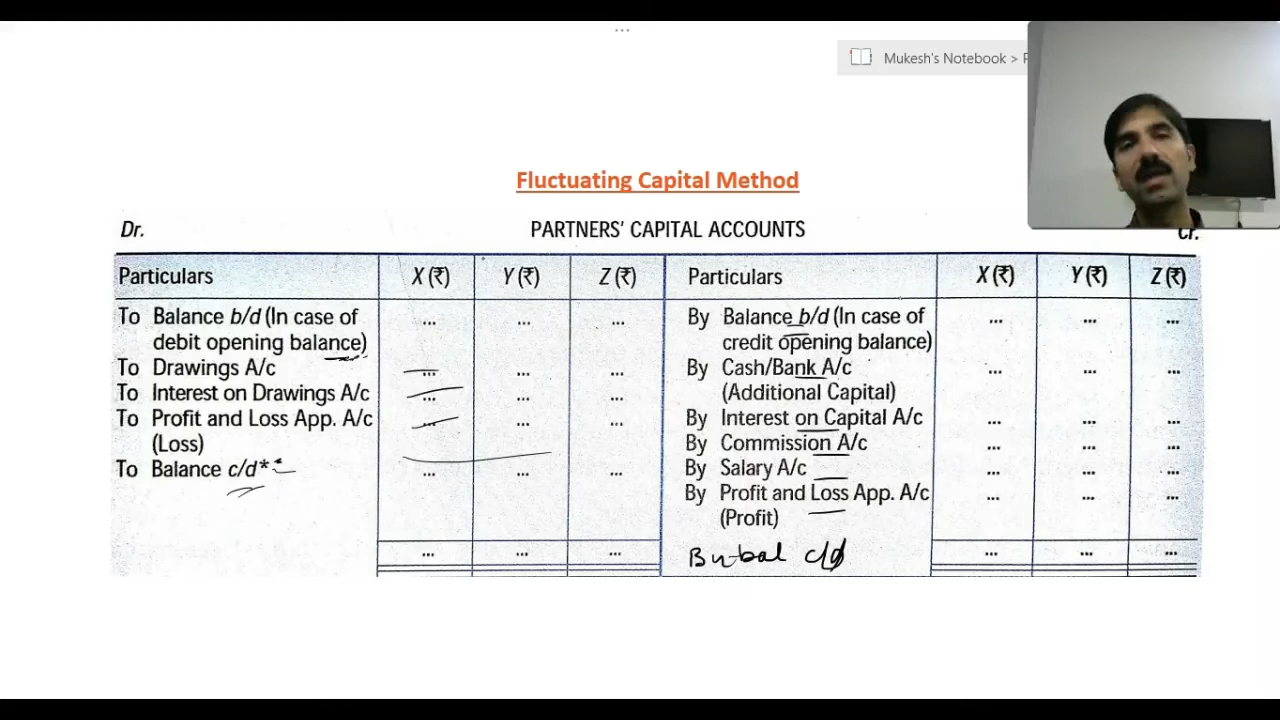 ...
Mukesh's Notebook >
Fluctuating Capital Method
Dr. PARTNERS' CAPITAL ACCOUNTS Cr.
Particulars X (₹) Y (₹) Z (₹) Particulars X (₹) Y (₹) Z (₹)
To Balance b/d (In case of ... ... ... By Balance b/d (In case of ... ... ...
debit opening balance) credit opening balance)
To Drawings A/c ... ... ... By Cash/Bank A/c ... ... ...
To Interest on Drawings A/c ... ... ... (Additional Capital)
To Profit and Loss App. A/c ... ... ... By Interest on Capital A/c ... ... ...
(Loss) By Commission A/c ... ... ...
To Balance c/d** ... ... ... By Salary A/c ... ... ...
By Profit and Loss App. A/c ... ... ...
(Profit)
... ... ... By bal c/d ... ... ...